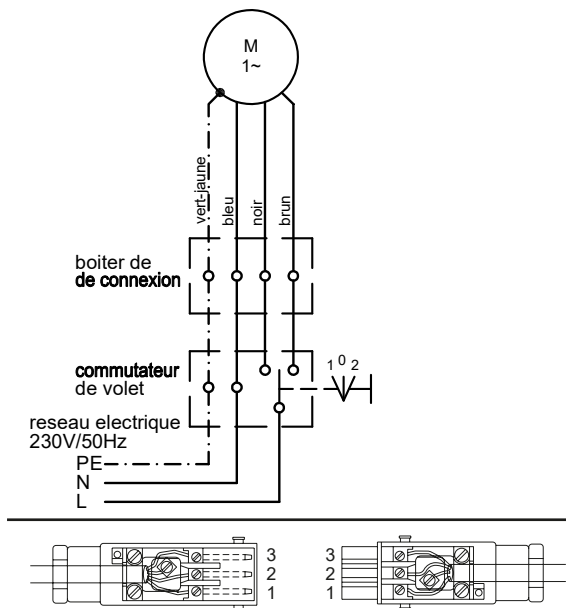 M
1~
vert-jaune
bleu
noir
brun
boiter de
de connexion
commutateur
de volet
1 0 2
reseau electrique
230V/50Hz
PE
N
L
3
2
1
3
2
1